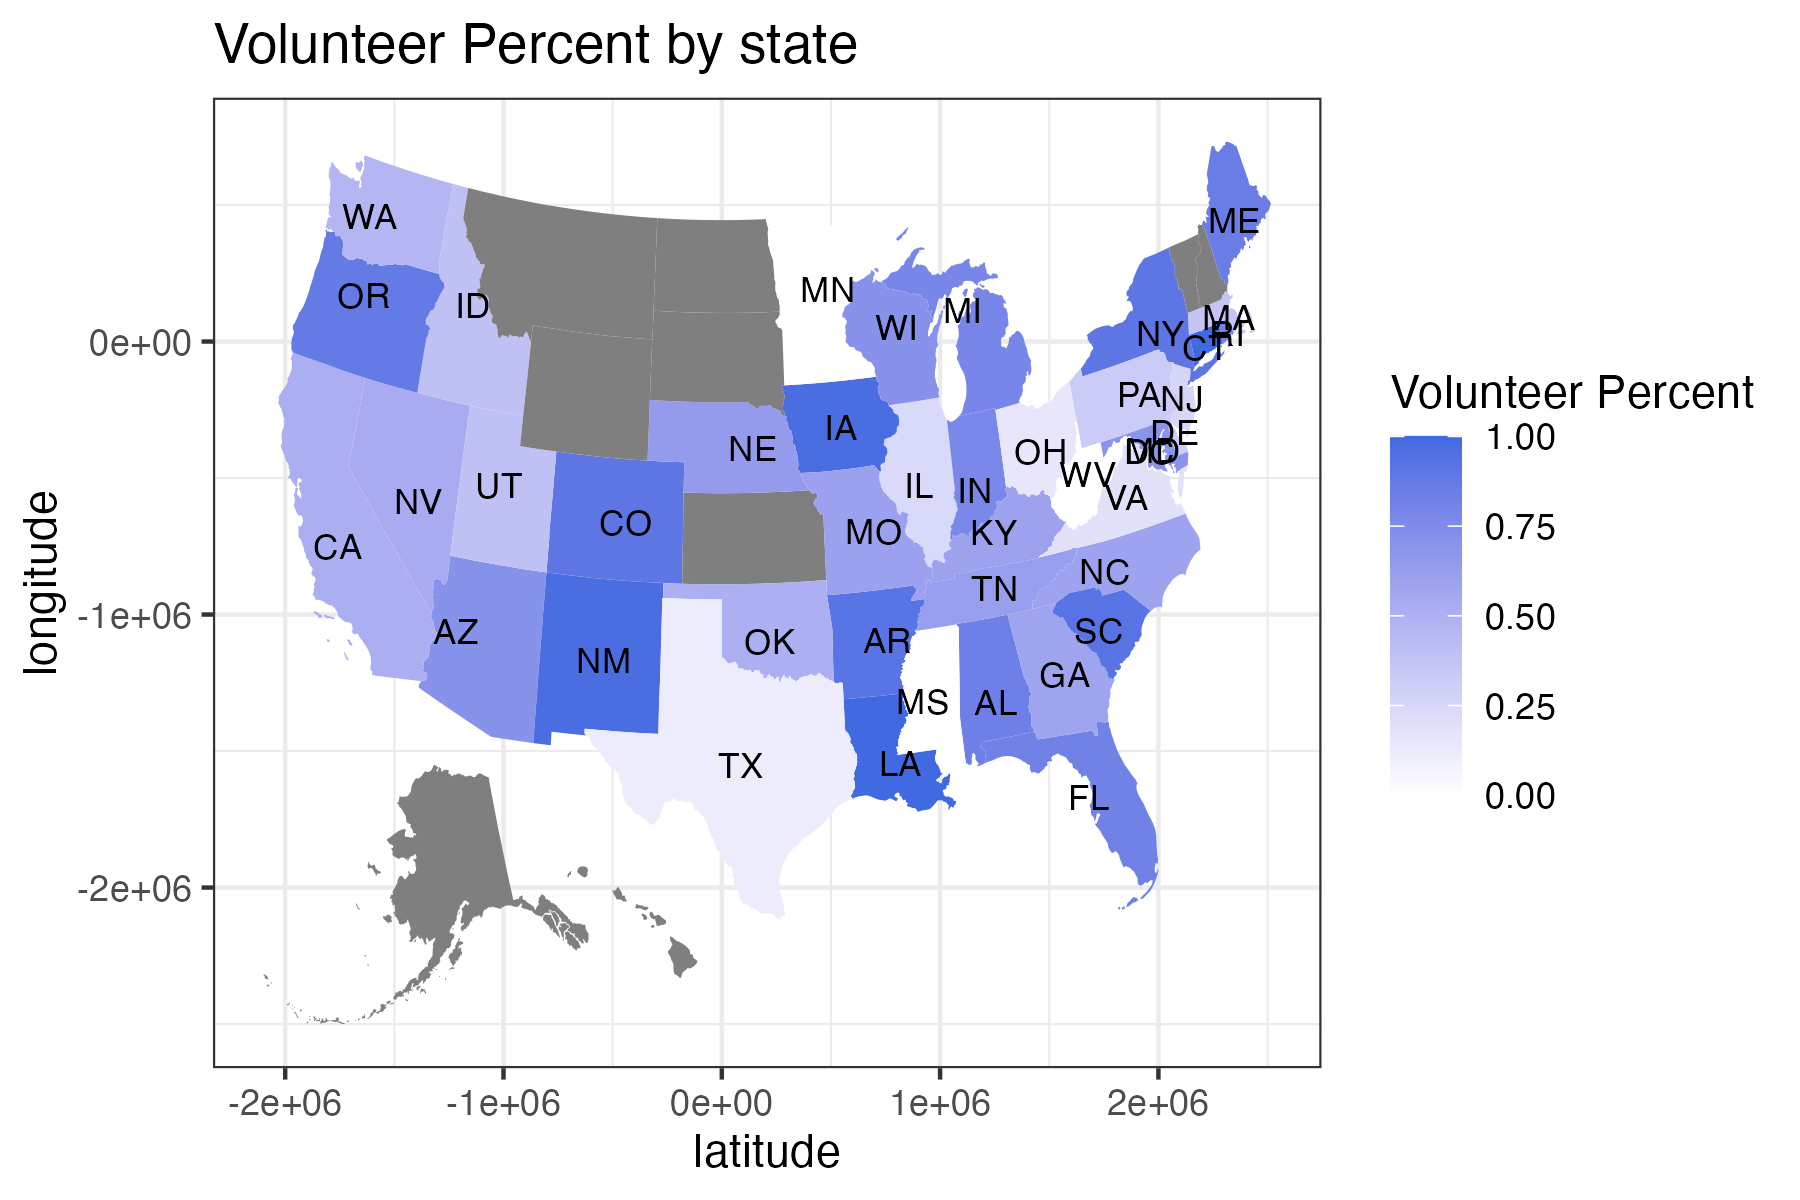 Volunteer Percent by state
ME
WA
MN
OR
ID
MI
MA
WI
NY
RI
CT
PA
NJ
IA
DE
NE
OH
DC
WV
UT
IL
IN
VA
NV
CO
MO
KY
CA
NC
TN
AZ
OK
AR
SC
NM
GA
MS
AL
TX
LA
FL
0e+00
-1e+06
-2e+06
longitude
-2e+06 -1e+06 0e+00 1e+06 2e+06
latitude
Volunteer Percent
1.00
0.75
0.50
0.25
0.00